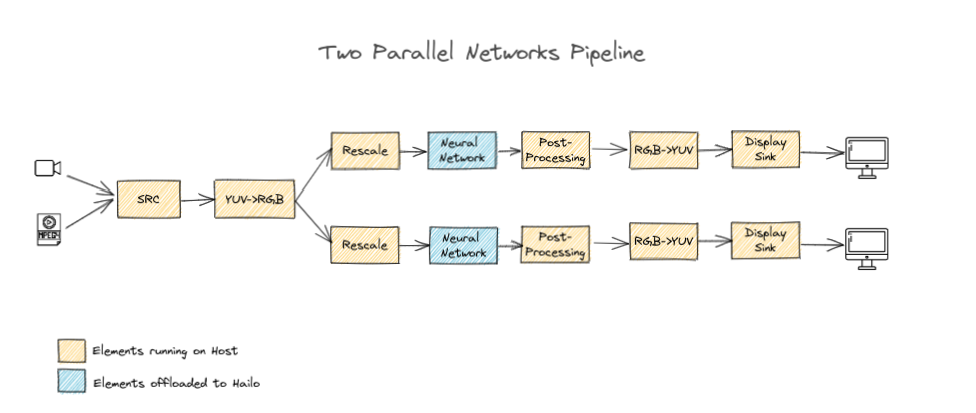 Two Parallel Networks Pipeline
Rescale
Neural
Network
Post-
Processing
RGB->YUV
Display
Sink
MPEG
SRC
YUV->RGB
Rescale
Neural
Network
Post-
Processing
RGB->YUV
Display
Sink
Elements running on Host
Elements offloaded to Hailo